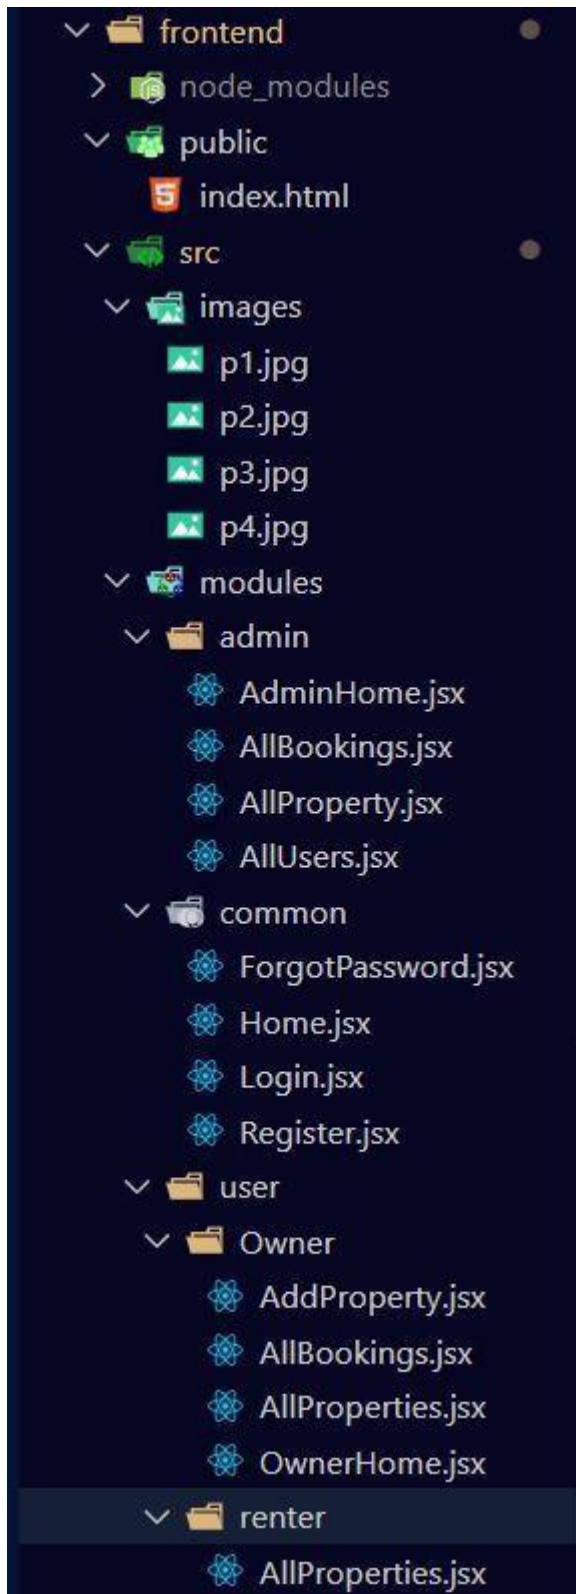 frontend
node_modules
public
index.html
src
images
p1.jpg
p2.jpg
p3.jpg
p4.jpg
modules
admin
AdminHome.jsx
AllBookings.jsx
AllProperty.jsx
AllUsers.jsx
common
ForgotPassword.jsx
Home.jsx
Login.jsx
Register.jsx
user
Owner
AddProperty.jsx
AllBookings.jsx
AllProperties.jsx
OwnerHome.jsx
renter
AllProperties.jsx